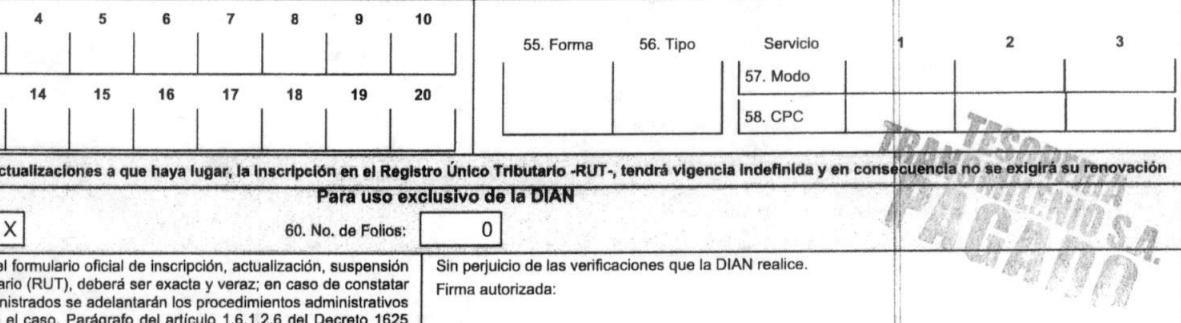 4 5 6 7 8 9 10
55. Forma 56. Tipo Servicio 1 2 3
57. Modo
14 15 16 17 18 19 20
58. CPC
TESORERIA
TRANSMILENIO S.A.
PAGADO
ctualizaciones a que haya lugar, la inscripción en el Registro Único Tributario -RUT-, tendrá vigencia indefinida y en consecuencia no se exigirá su renovación
Para uso exclusivo de la DIAN
X 60. No. de Folios: 0
el formulario oficial de inscripción, actualización, suspensión
ario (RUT), deberá ser exacta y veraz; en caso de constatar
nistrados se adelantarán los procedimientos administrativos
el caso. Parágrafo del artículo 1.6.1.2.6 del Decreto 1625
Sin perjuicio de las verificaciones que la DIAN realice.
Firma autorizada: